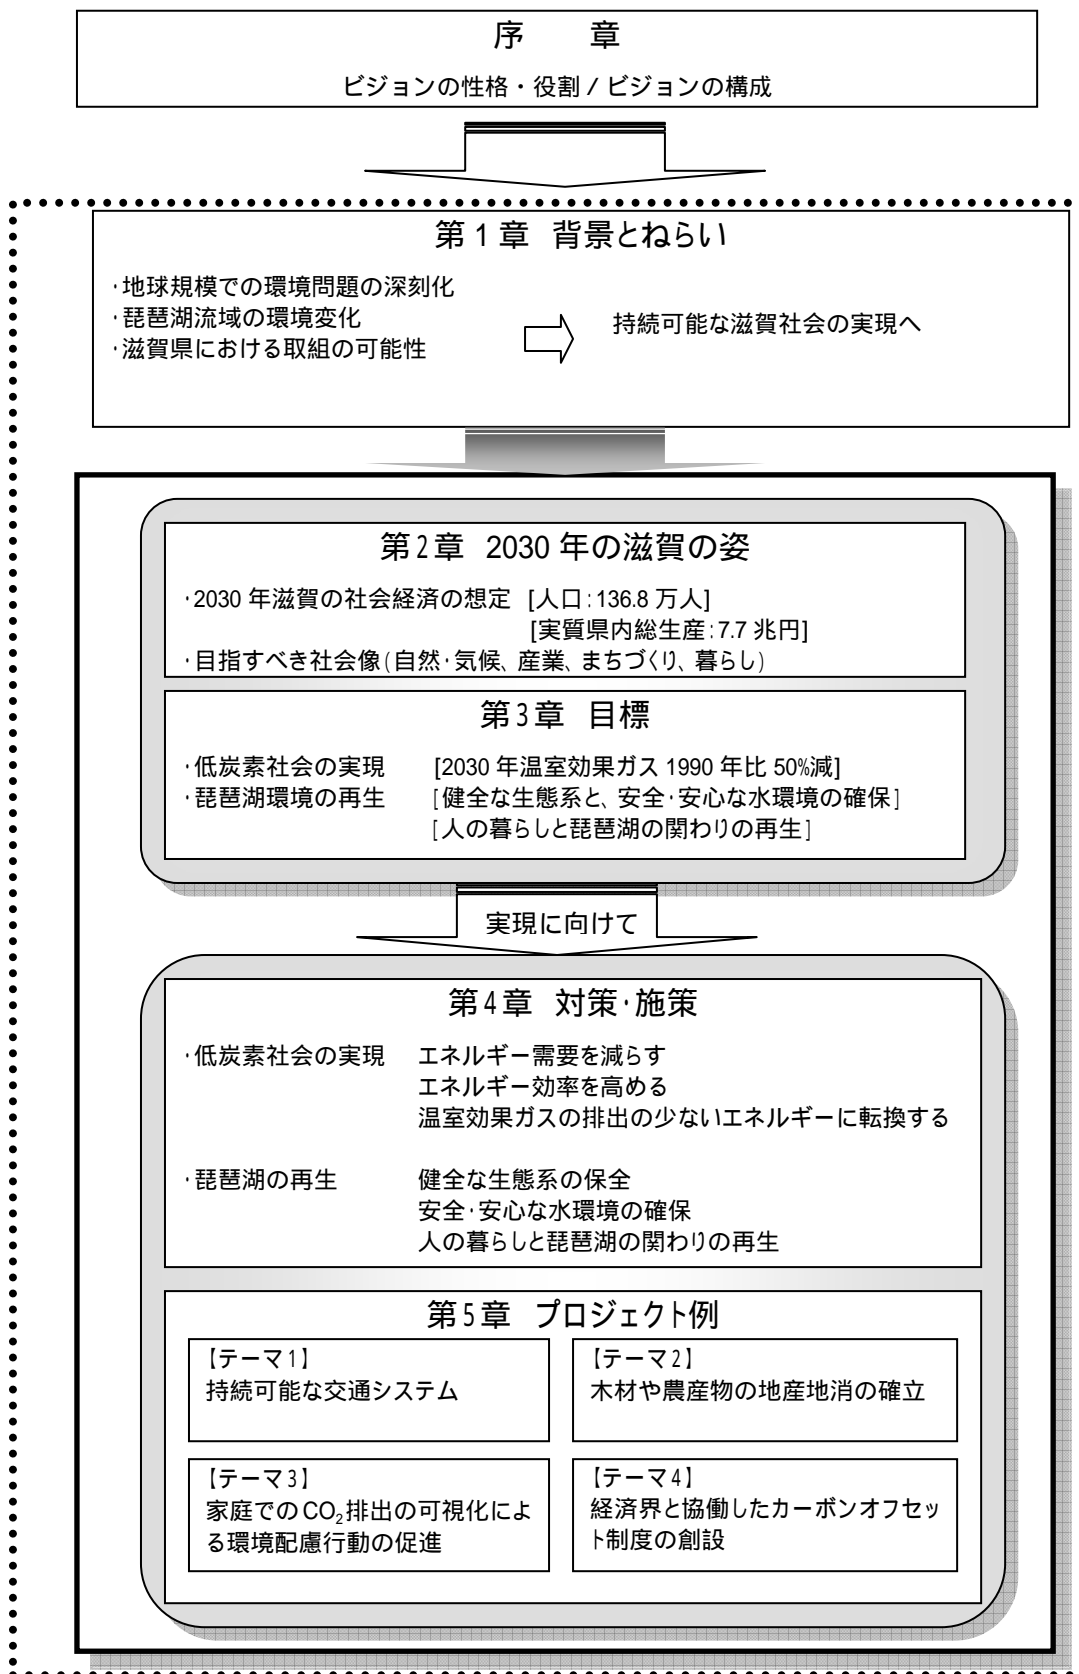 序　章
ビジョンの性格・役割 / ビジョンの構成
第1章 背景とねらい
・地球規模での環境問題の深刻化
・琵琶湖流域の環境変化
・滋賀県における取組の可能性
持続可能な滋賀社会の実現へ
第2章 2030年の滋賀の姿
・2030年滋賀の社会経済の想定 [人口:136.8万人]
[実質県内総生産:7.7兆円]
・目指すべき社会像(自然・気候、産業、まちづくり、暮らし)
第3章 目標
・低炭素社会の実現 [2030年温室効果ガス1990年比50%減]
・琵琶湖環境の再生 [健全な生態系と、安全・安心な水環境の確保]
[人の暮らしと琵琶湖の関わりの再生]
実現に向けて
第4章 対策・施策
・低炭素社会の実現 エネルギー需要を減らす
エネルギー効率を高める
温室効果ガスの排出の少ないエネルギーに転換する
・琵琶湖の再生 健全な生態系の保全
安全・安心な水環境の確保
人の暮らしと琵琶湖の関わりの再生
第5章 プロジェクト例
【テーマ1】
持続可能な交通システム
【テーマ2】
木材や農産物の地産地消の確立
【テーマ3】
家庭でのCO₂排出の可視化によ
る環境配慮行動の促進
【テーマ4】
経済界と協働したカーボンオフセッ
ト制度の創設